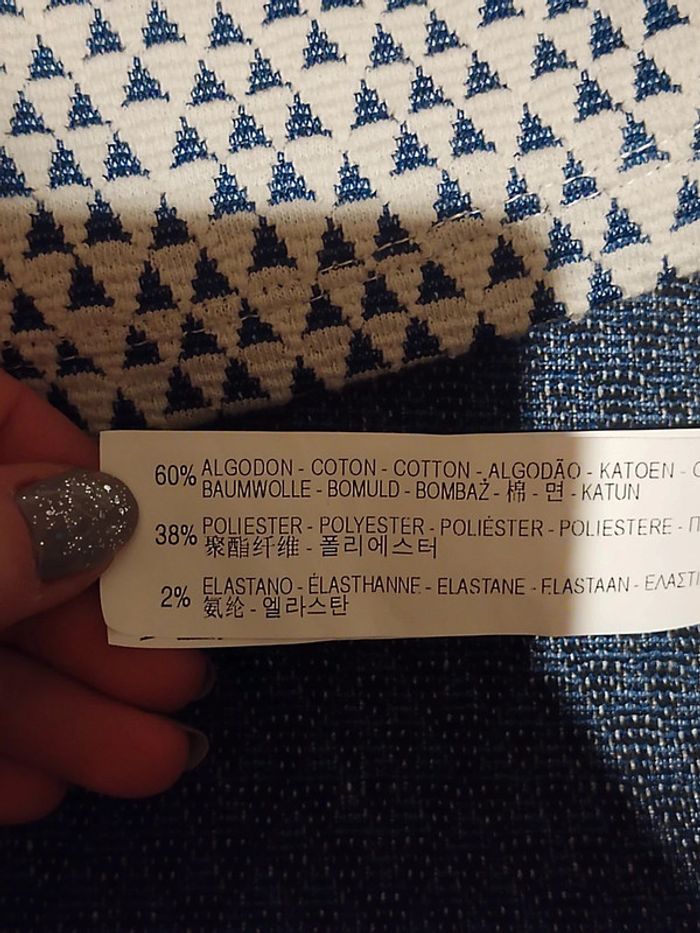 60% ALGODON - COTON - COTTON - ALGODÃO - KATOEN -
BAUMWOLLE - BOMULD - BOMBAŽ - 棉 - 면 - KATUN
38% POLIESTER - POLYESTER - POLIÉSTER - POLIESTERE -
聚酯纤维 - 폴리에스터
2% ELASTANO - ÉLASTHANNE - ELASTANE - ELASTAAN -
氨纶 - 엘라스탄